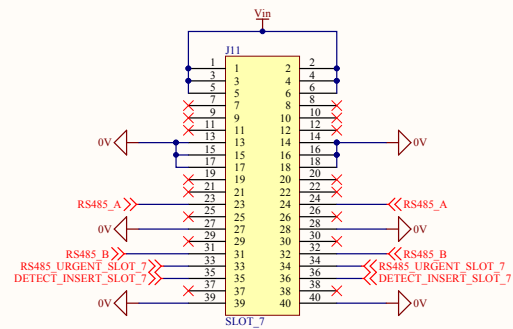 Vin
J11
1 1 2 2
3 3 4 4
5 5 6 6
7 7 8 8
9 9 10 10
11 11 12 12
0V 13 13 14 14 0V
15 15 16 16
17 17 18 18
19 19 20 20
21 21 22 22
RS485_A 23 23 24 24 RS485_A
25 25 26 26
0V 27 27 28 28 0V
29 29 30 30
RS485_B 31 31 32 32 RS485_B
RS485_URGENT_SLOT_7 33 33 34 34 RS485_URGENT_SLOT_7
DETECT_INSERT_SLOT_7 35 35 36 36 DETECT_INSERT_SLOT_7
37 37 38 38
0V 39 39 40 40 0V
SLOT_7